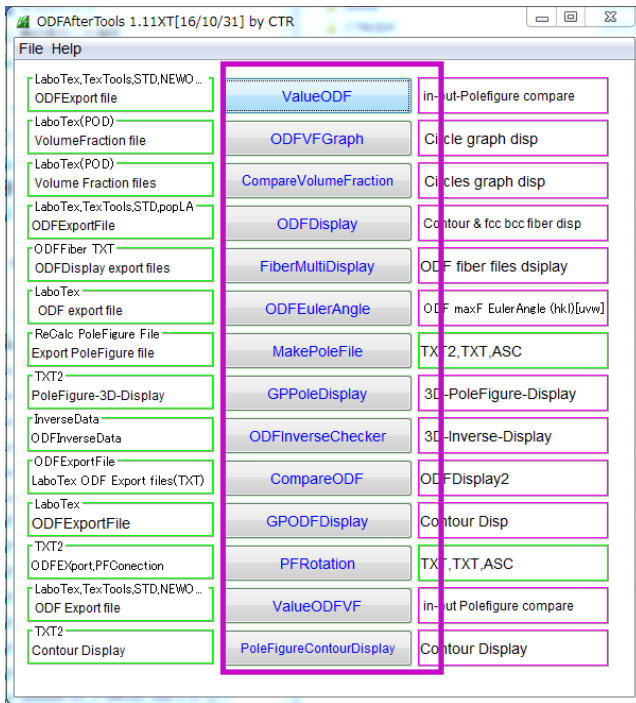 ODFAfterTools 1.11XT[16/10/31] by CTR
File Help
LaboTex,TexTools,STD,NEWO...
ODFExport file
ValueODF
in-out-Polefigure compare
LaboTex(POD)
VolumeFraction file
ODFVFGraph
Circle graph disp
LaboTex(POD)
Volume Fraction files
CompareVolumeFraction
Circles graph disp
LaboTex,TexTools,STD,popLA
ODFExportFile
ODFDisplay
Contour & fcc bcc fiber disp
ODFFiber TXT
ODFDisplay export files
FiberMultiDisplay
ODF fiber files dsiplay
LaboTex
ODF export file
ODFEulerAngle
ODF maxF EulerAngle (hkl)[uvw]
ReCalc PoleFigure File
Export PoleFigure file
MakePoleFile
TXT2,TXT,ASC
TXT2
PoleFigure-3D-Display
GPPoleDisplay
3D-PoleFigure-Display
InverseData
ODFInverseData
ODFInverseChecker
3D-Inverse-Display
ODFExportFile
LaboTex ODF Export files(TXT)
CompareODF
ODFDisplay2
LaboTex
ODFExportFile
GPODFDisplay
Contour Disp
TXT2
ODFEXport,PFConection
PFRotation
TXT,TXT,ASC
LaboTex,TexTools,STD,NEWO...
ODF Export file
ValueODFVF
in-out Polefigure compare
TXT2
Contour Display
PoleFigureContourDisplay
Contour Display